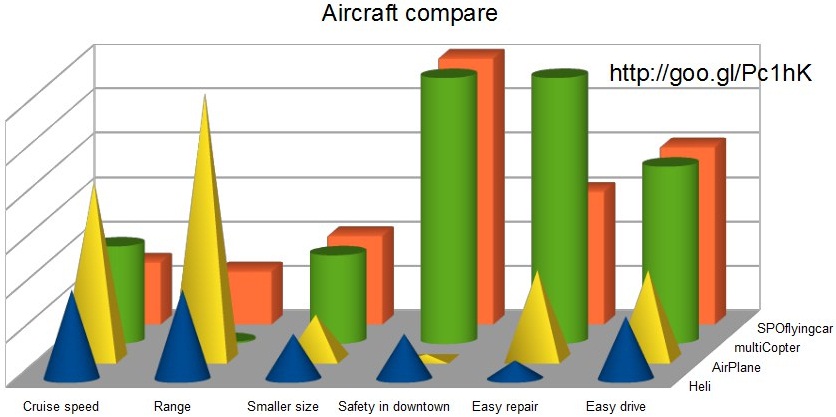 Aircraft compare
http://goo.gl/Pc1hK
SPOflyingcar
multiCopter
AirPlane
Heli
Cruise speed
Range
Smaller size
Safety in downtown
Easy repair
Easy drive